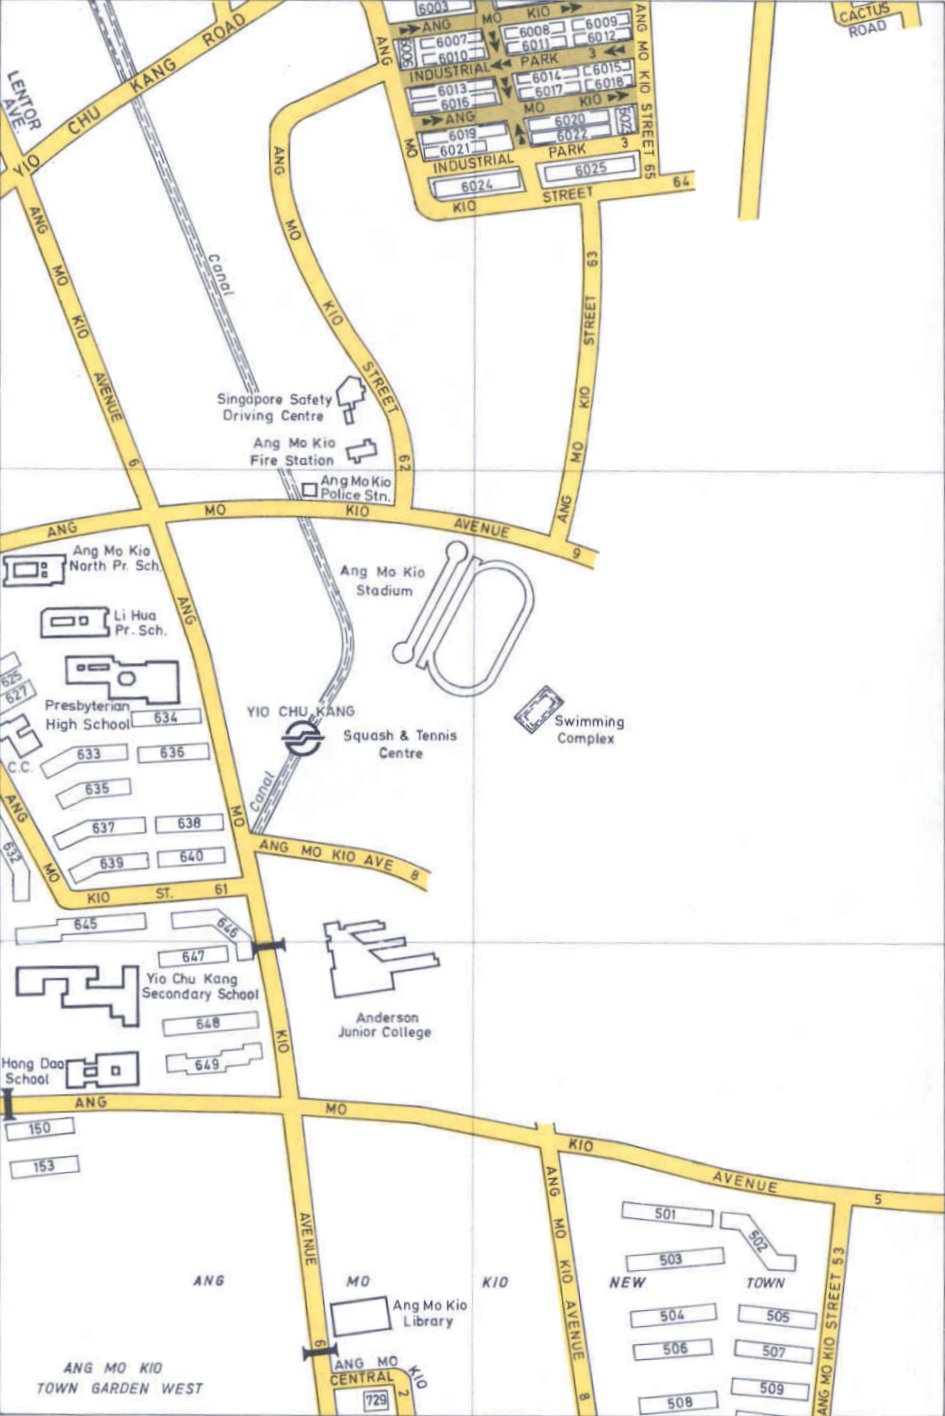 6003
ANG MO KIO
6006
6007
6008
6009
6010
6011
6012
INDUSTRIAL PARK 3
6013
6014
6015
6016
6017
6018
ANG MO KIO
6019
6020
6021
6022
6023
INDUSTRIAL PARK 3
6024
6025
ANG MO KIO STREET 64
ANG MO KIO STREET 65
CACTUS
ROAD
LENTOR
AVE.
YIO CHU KANG ROAD
Canal
ANG MO KIO STREET 62
ANG MO KIO STREET 63
ANG MO KIO AVENUE 6
Singapore Safety
Driving Centre
Ang Mo Kio
Fire Station
Ang Mo Kio
Police Stn.
ANG MO KIO AVENUE 9
Ang Mo Kio
North Pr. Sch.
Ang Mo Kio
Stadium
Li Hua
Pr. Sch.
625
627
Presbyterian
High School
634
YIO CHU KANG
Squash & Tennis
Centre
Swimming
Complex
C.C.
633
636
635
Canal
637
638
632
639
640
ANG MO KIO AVE 8
ANG MO KIO ST. 61
645
646
647
Yio Chu Kang
Secondary School
648
Anderson
Junior College
649
Hong Dao
School
ANG MO KIO AVENUE 5
150
153
ANG MO KIO AVENUE 6
ANG MO KIO AVENUE 8
ANG MO KIO STREET 53
501
502
503
ANG MO KIO NEW TOWN
Ang Mo Kio
Library
504
505
506
507
ANG MO KIO
TOWN GARDEN WEST
ANG MO KIO
CENTRAL 2
729
508
509